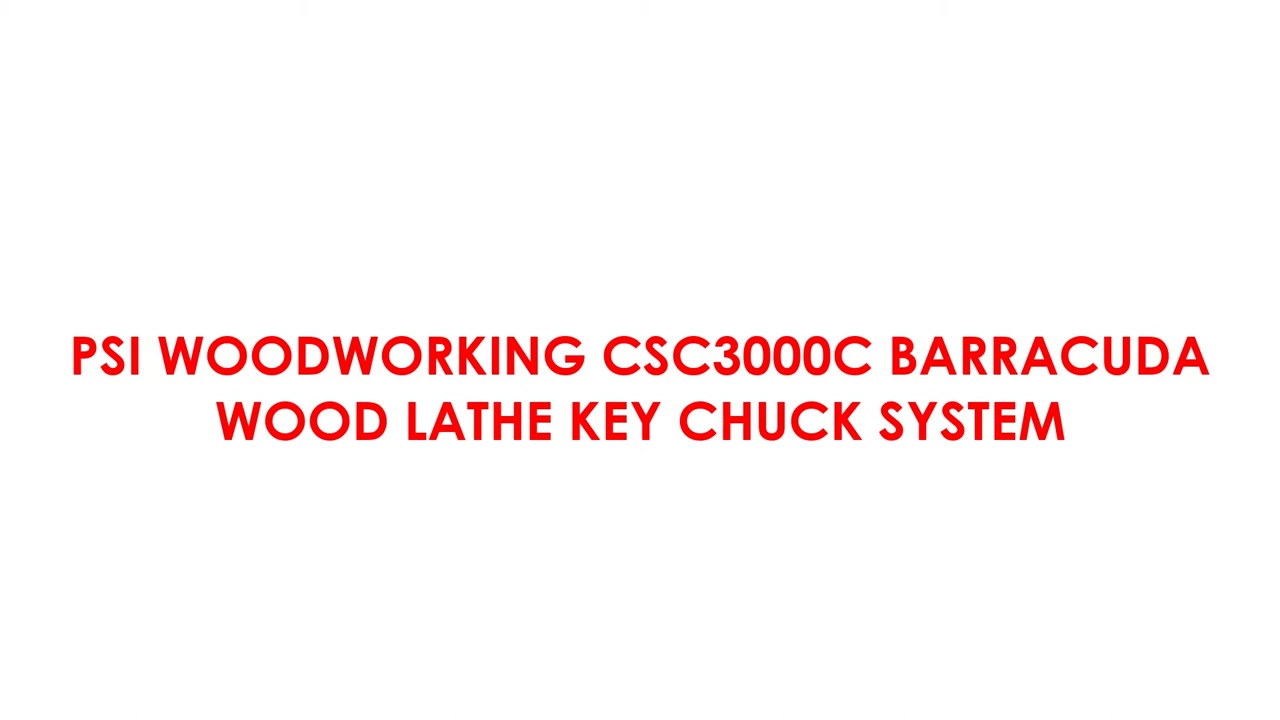 PSI WOODWORKING CSC3000C BARRACUDA
WOOD LATHE KEY CHUCK SYSTEM